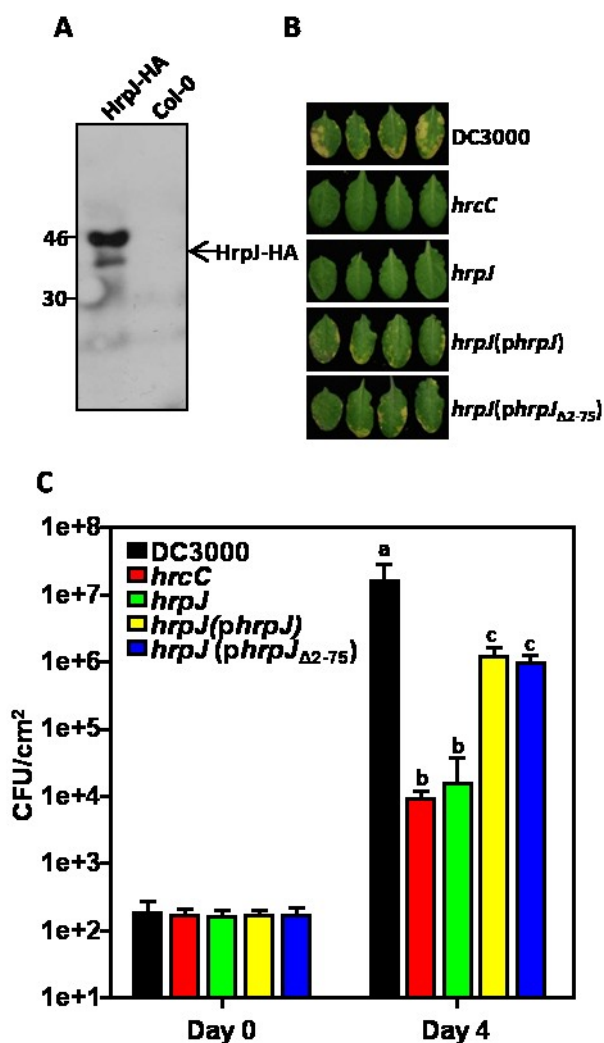 A
HrpJ-HA
Col-0
46
30
HrpJ-HA
B
DC3000
hrcC
hrpJ
hrpJ(phrpJ)
hrpJ(phrpJΔ2-75)
C
CFU/cm²
1e+8
1e+7
1e+6
1e+5
1e+4
1e+3
1e+2
1e+1
DC3000
hrcC
hrpJ
hrpJ(phrpJ)
hrpJ (phrpJΔ2-75)
a
b
b
c
c
Day 0
Day 4